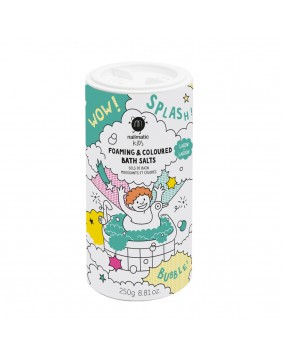 WOW!
SPLASH!
nailmatic
KIDS
FOAMING & COLOURED
BATH SALTS
SELS DE BAIN
MOUSSANTS ET COLORÉS
BUBBLE
250g 8.81oz